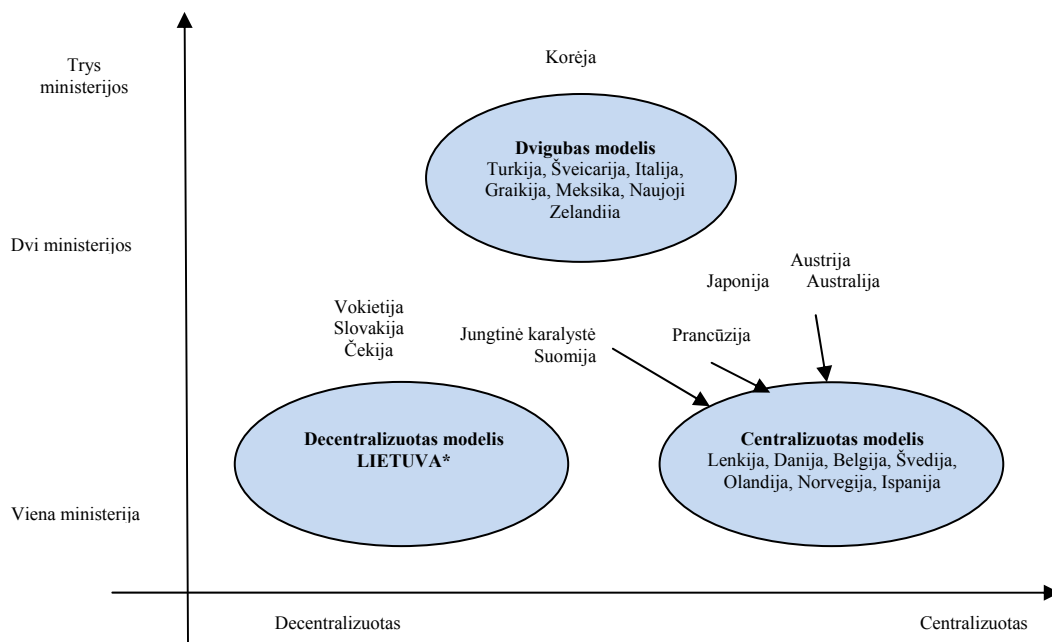 Trys
ministerijos
Korėja
Dvigubas modelis
Turkija, Šveicarija, Italija,
Graikija, Meksika, Naujoji
Zelandiia
Dvi ministerijos
Austrija
Japonija
Australija
Vokietija
Slovakija
Čekija
Jungtinė karalystė
Suomija
Prancūzija
Decentralizuotas modelis
LIETUVA*
Centralizuotas modelis
Lenkija, Danija, Belgija, Švedija,
Olandija, Norvegija, Ispanija
Viena ministerija
Decentralizuotas
Centralizuotas